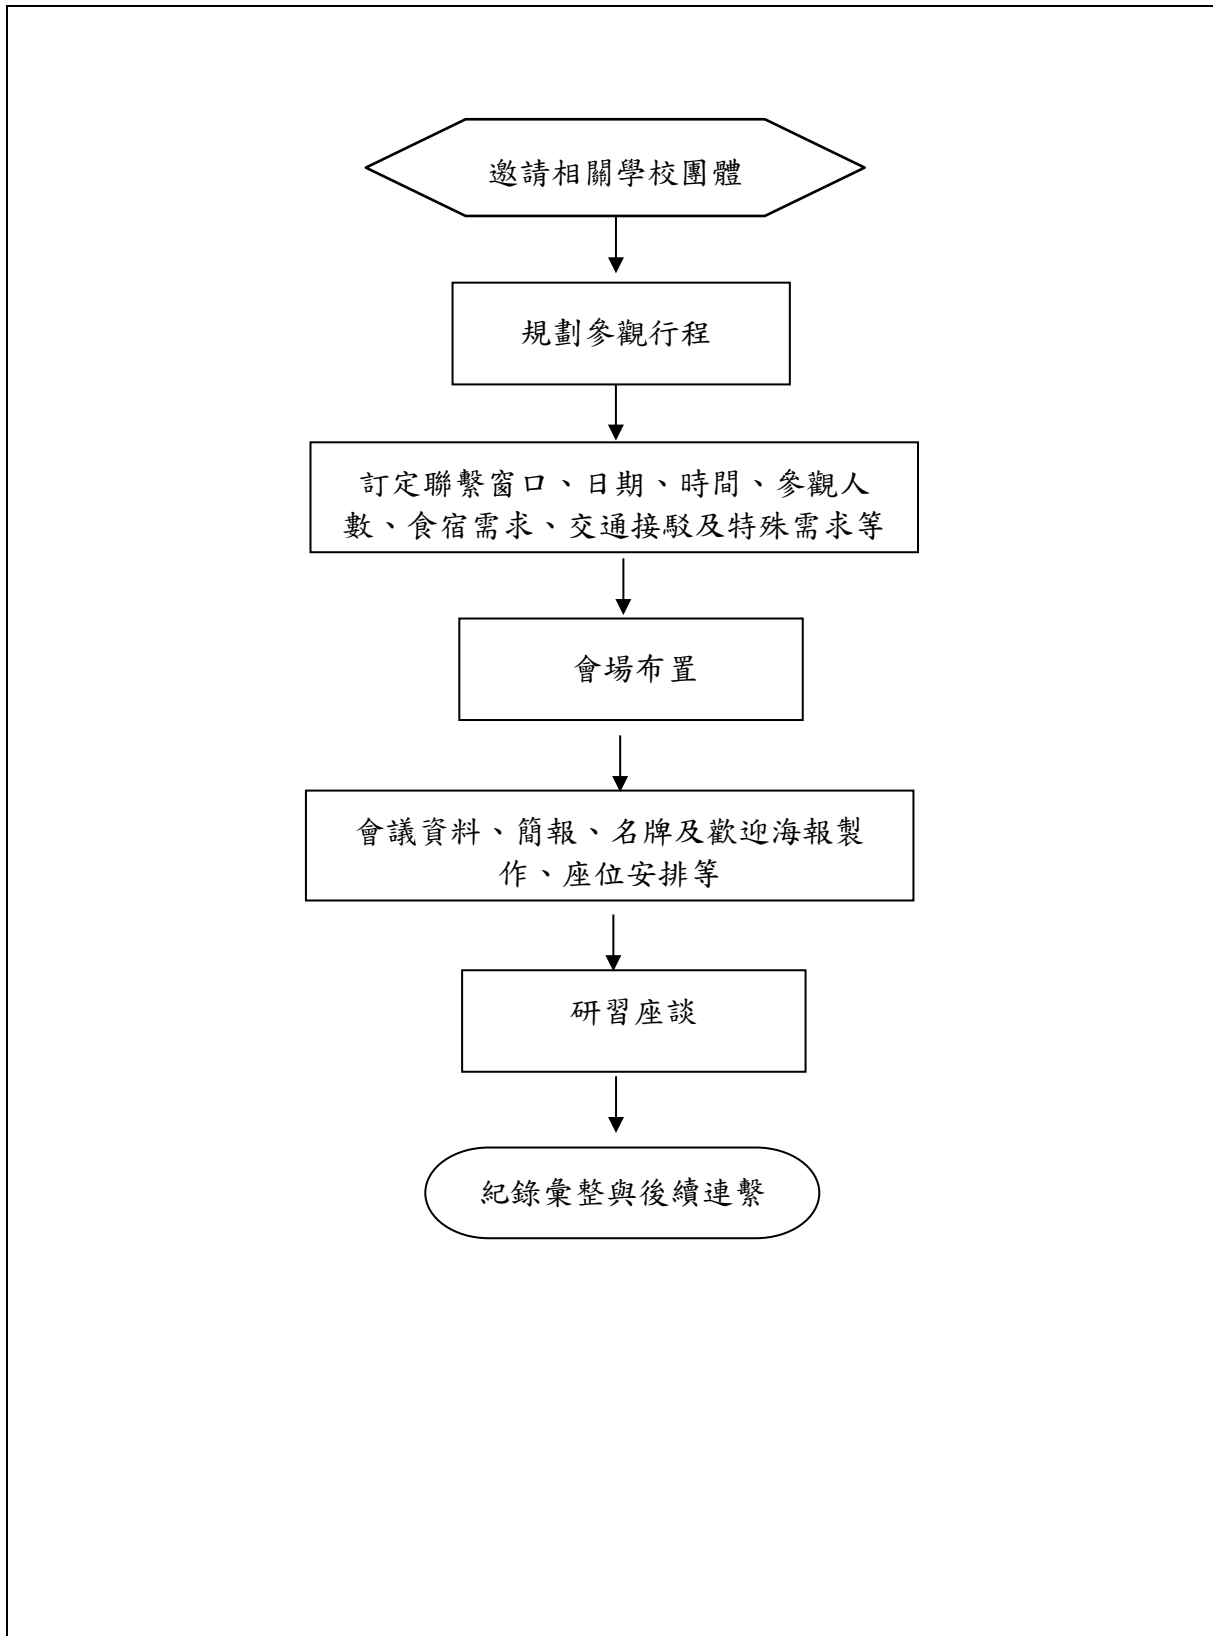 邀請相關學校團體
規劃參觀行程
訂定聯繫窗口、日期、時間、參觀人
數、食宿需求、交通接駁及特殊需求等
會場布置
會議資料、簡報、名牌及歡迎海報製
作、座位安排等
研習座談
紀錄彙整與後續連繫